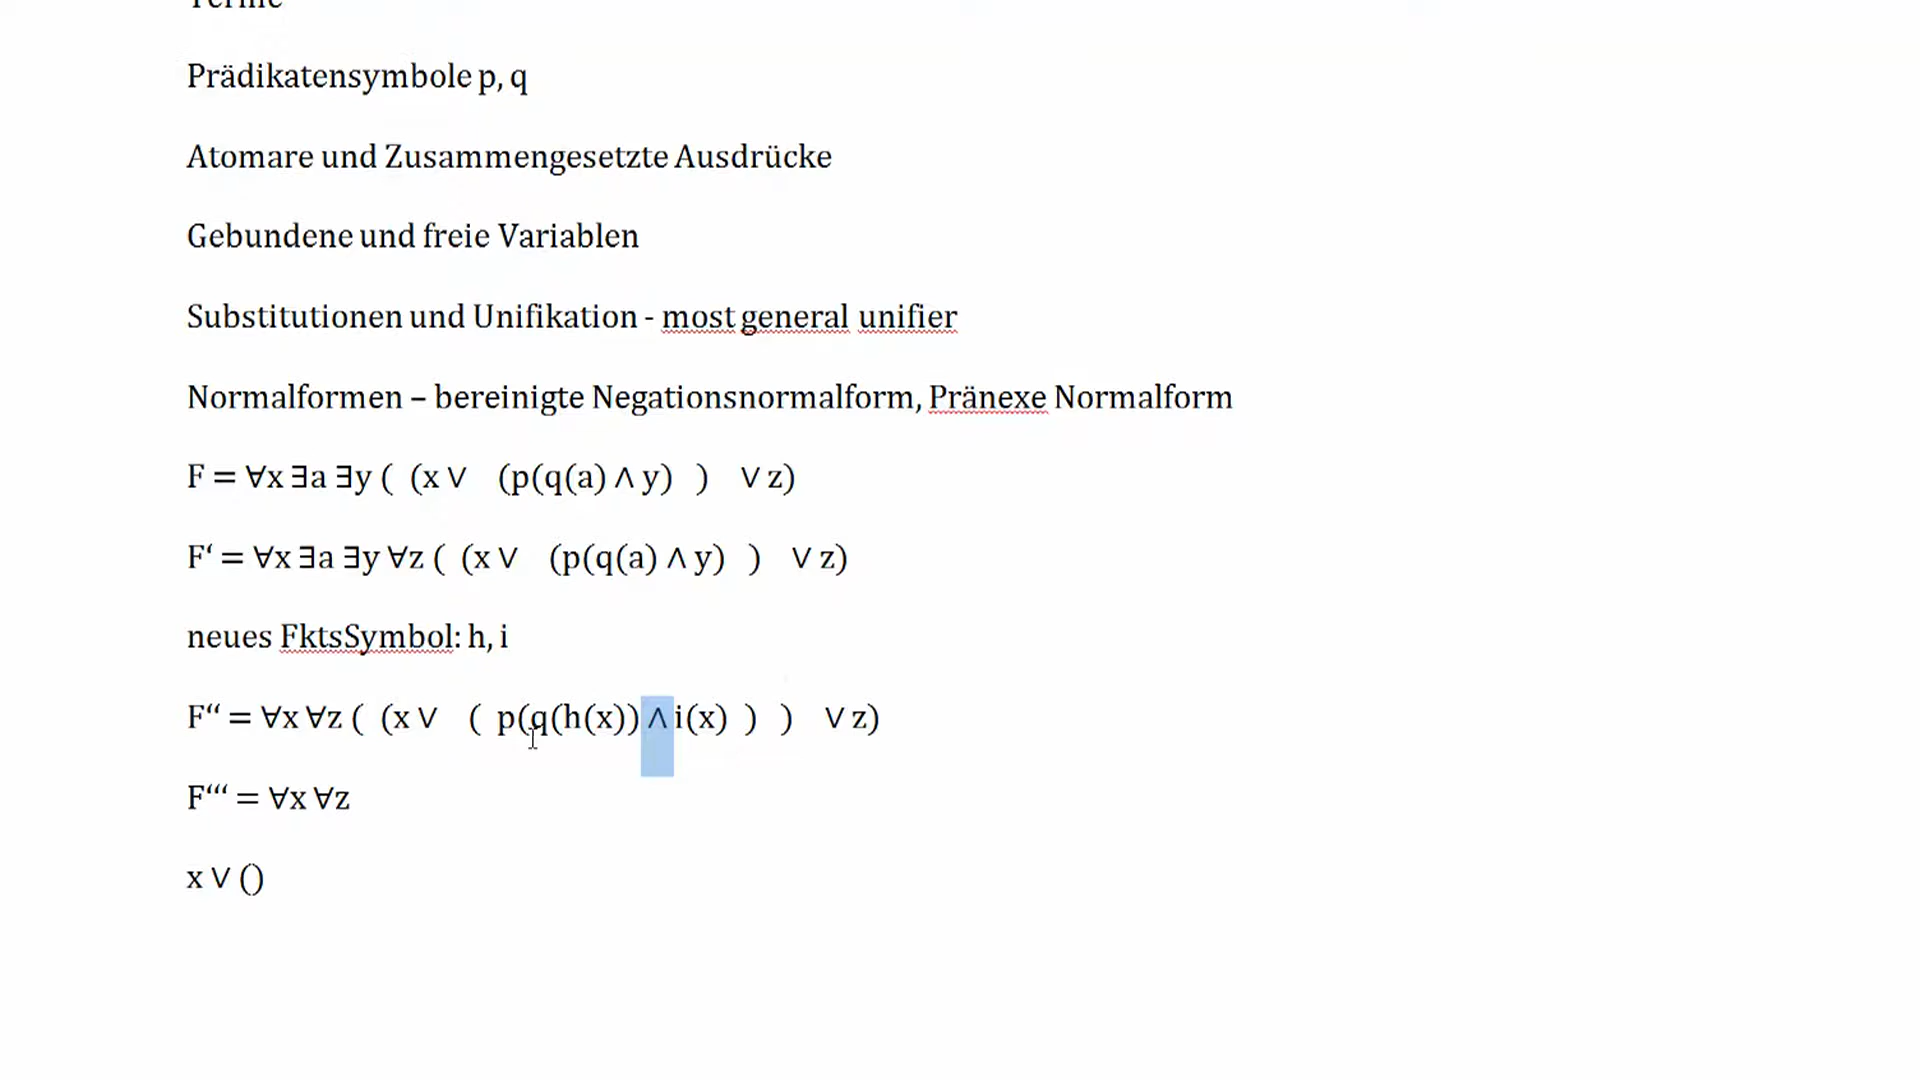 Terme
Prädikatensymbole p, q
Atomare und Zusammengesetzte Ausdrücke
Gebundene und freie Variablen
Substitutionen und Unifikation - most general unifier
Normalformen – bereinigte Negationsnormalform, Pränexe Normalform
F = ∀x ∃a ∃y ( (x ∨ (p(q(a) ∧ y) ) ∨ z)
F‘ = ∀x ∃a ∃y ∀z ( (x ∨ (p(q(a) ∧ y) ) ∨ z)
neues FktsSymbol: h, i
F“ = ∀x ∀z ( (x ∨ ( p(q(h(x)) ∧ i(x) ) ) ∨ z)
F“‘ = ∀x ∀z
x ∨ ()